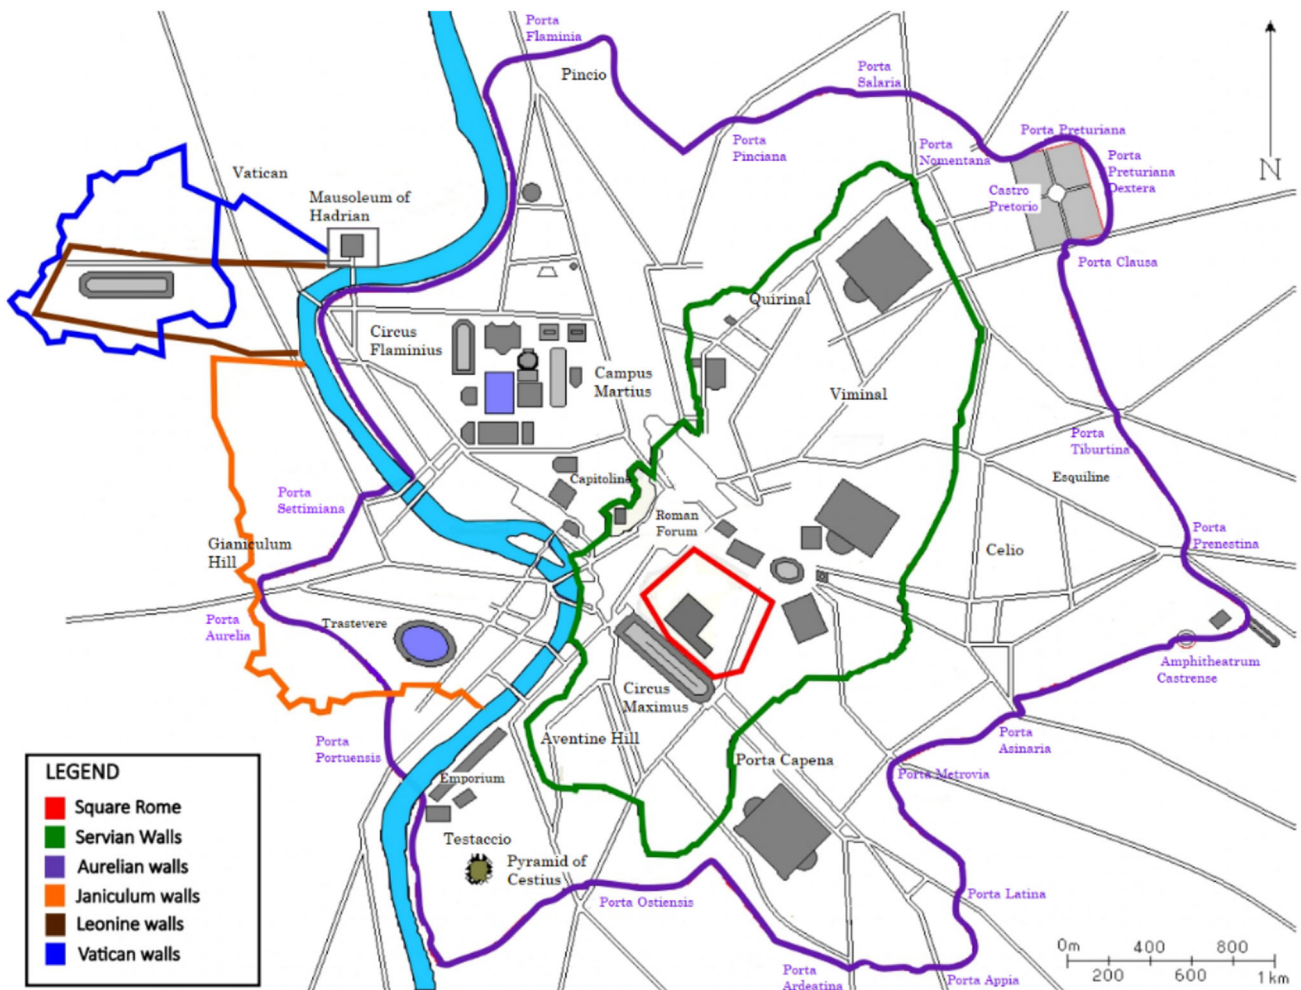 Porta
Flaminia
Pincio
Porta
Salaria
Porta
Pinciana
Porta Preturiana
Porta
Nomentana
Porta
Preturiana
Dextera
N
Vatican
Mausoleum of
Hadrian
Castro
Pretorio
Porta Clausa
Quirinal
Circus
Flaminius
Campus
Martius
Viminal
Porta
Tiburtina
Esquiline
Capitoline
Porta
Settimiana
Roman
Forum
Porta
Prenestina
Gianiculum
Hill
Celio
Porta
Aurelia
Trastevere
Amphitheatrum
Castrense
Circus
Maximus
Aventine Hill
Porta
Asinaria
Porta
Portuensis
Porta Capena
Porta Metrovia
Emporium
Testaccio
Pyramid of
Cestius
Porta Ostiensis
Porta Latina
Porta
Ardeatina
Porta Appia
0m 400 800
200 600 1 km
LEGEND
Square Rome
Servian Walls
Aurelian walls
Janiculum walls
Leonine walls
Vatican walls